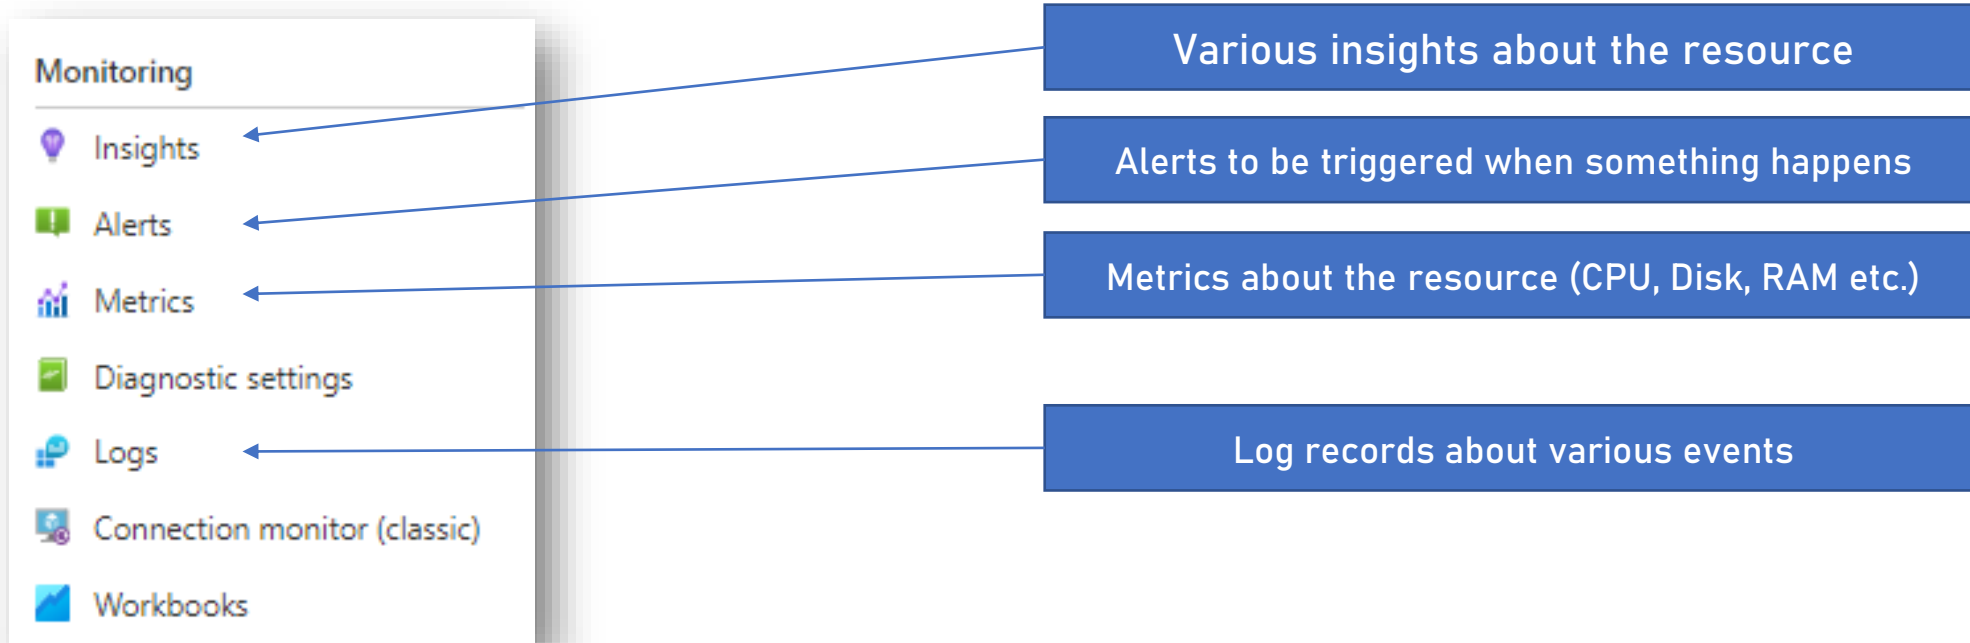 Monitoring
Insights
Alerts
Metrics
Diagnostic settings
Logs
Connection monitor (classic)
Workbooks
Various insights about the resource
Alerts to be triggered when something happens
Metrics about the resource (CPU, Disk, RAM etc.)
Log records about various events